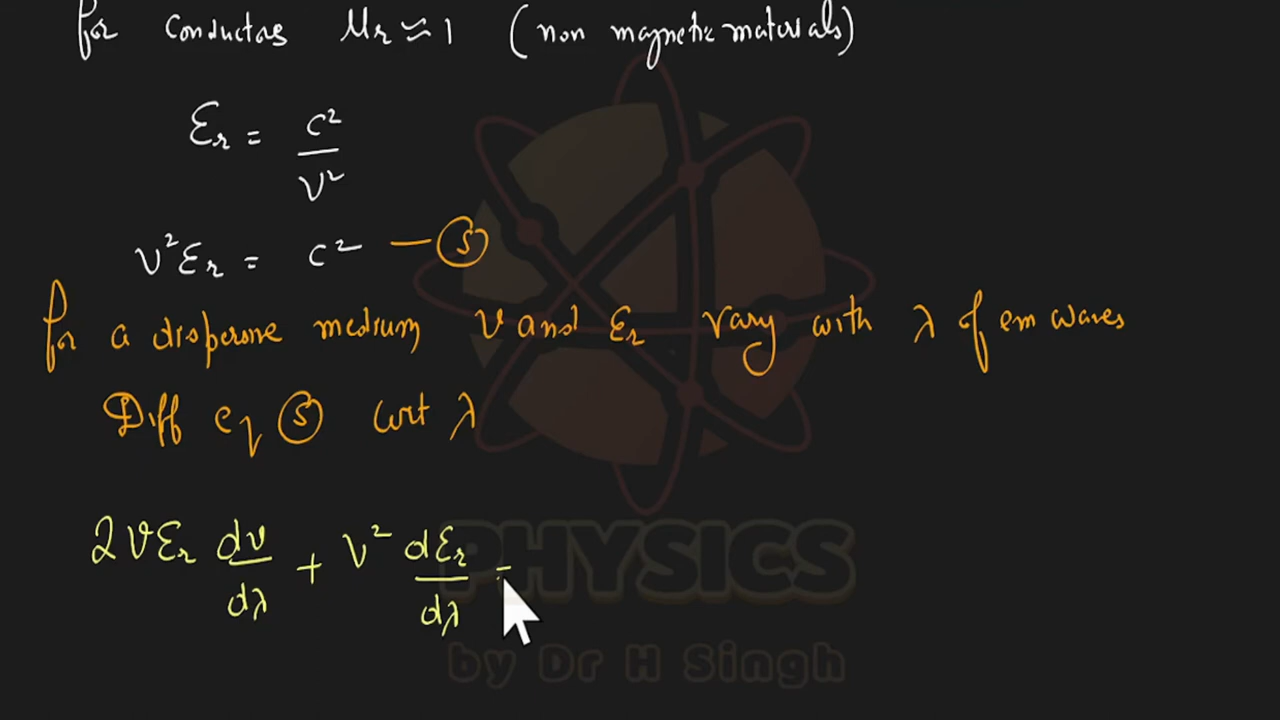 for conductors μr ≈ 1 (non magnetic materials)
εr = c²/v²
v²εr = c² — ⑤
for a dispersive medium v and εr vary with λ of em waves
Diff eq ⑤ wrt λ
2vεr dv/dλ + v² dεr/dλ =
PHYSICS
by Dr H Singh